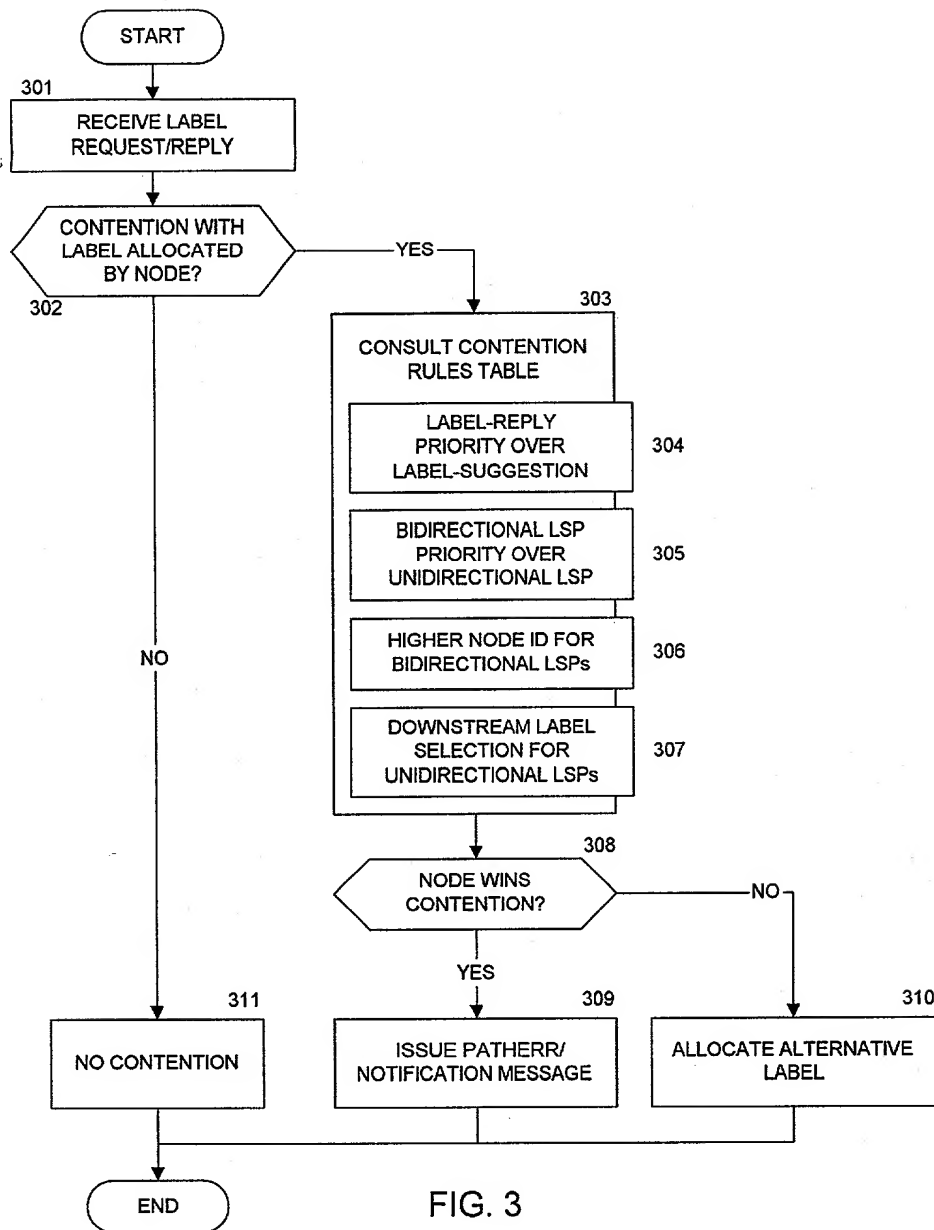 START
301
RECEIVE LABEL
REQUEST/REPLY
CONTENTION WITH
LABEL ALLOCATED
BY NODE?
302
YES
303
CONSULT CONTENTION
RULES TABLE
LABEL-REPLY
PRIORITY OVER
LABEL-SUGGESTION
304
BIDIRECTIONAL LSP
PRIORITY OVER
UNIDIRECTIONAL LSP
305
HIGHER NODE ID FOR
BIDIRECTIONAL LSPs
306
DOWNSTREAM LABEL
SELECTION FOR
UNIDIRECTIONAL LSPs
307
NO
308
NODE WINS
CONTENTION?
NO
YES
311
NO CONTENTION
309
ISSUE PATHERR/
NOTIFICATION MESSAGE
310
ALLOCATE ALTERNATIVE
LABEL
END
FIG. 3